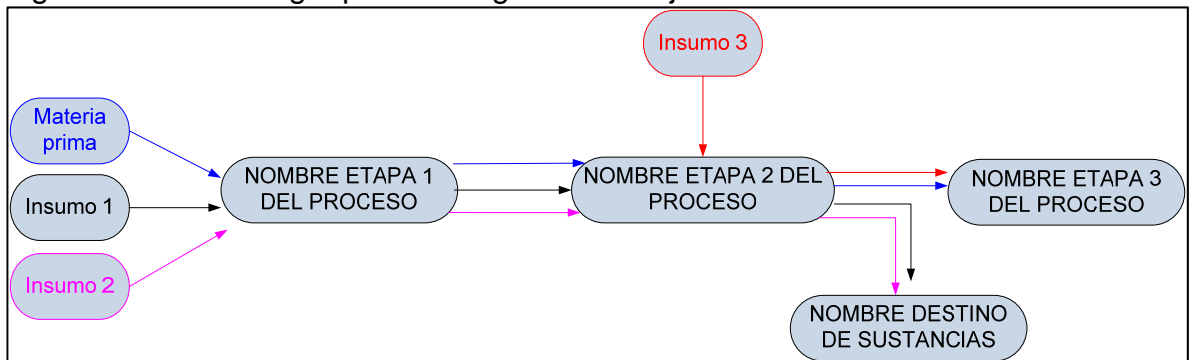 Insumo 3
Materia
prima
NOMBRE ETAPA 1
DEL PROCESO
NOMBRE ETAPA 2 DEL
PROCESO
NOMBRE ETAPA 3
DEL PROCESO
Insumo 1
Insumo 2
NOMBRE DESTINO
DE SUSTANCIAS